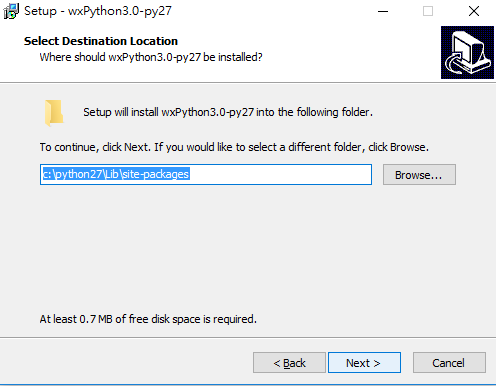 Setup - wxPython3.0-py27
Select Destination Location
Where should wxPython3.0-py27 be installed?
Setup will install wxPython3.0-py27 into the following folder.
To continue, click Next. If you would like to select a different folder, click Browse.
c:\python27\Lib\site-packages
Browse...
At least 0.7 MB of free disk space is required.
< Back
Next >
Cancel